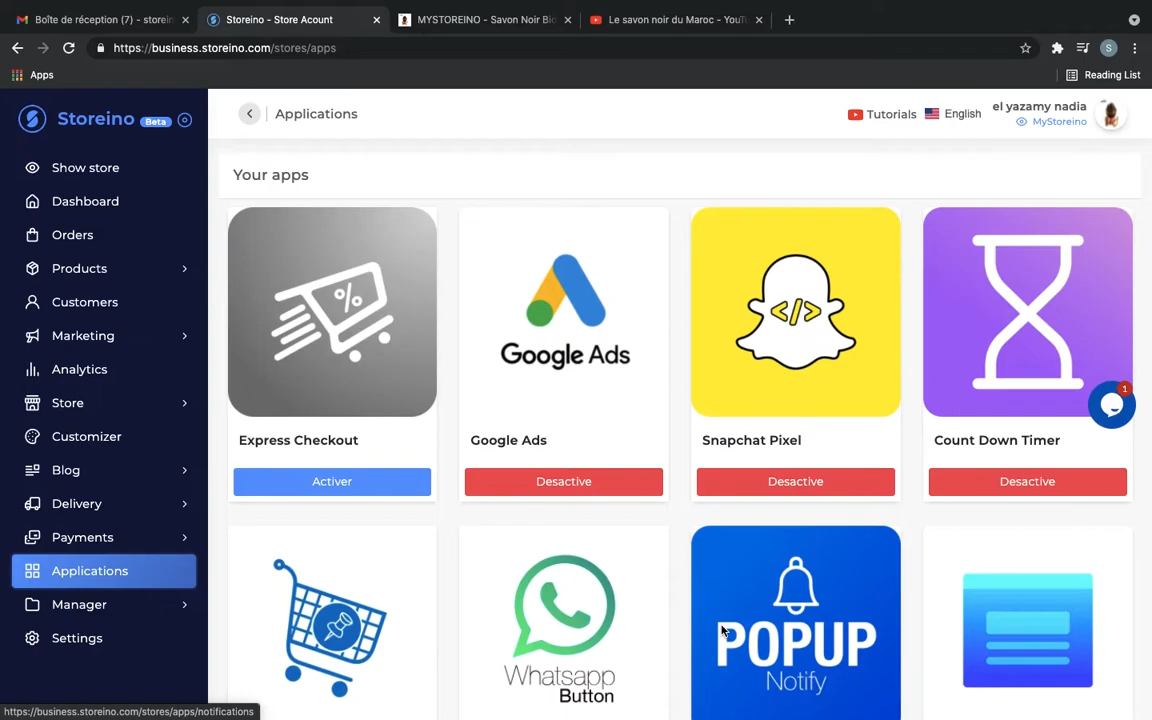 Boîte de réception (7) - storein
Storeino - Store Acount
MYSTOREINO - Savon Noir Bio
Le savon noir du Maroc - YouTu
https://business.storeino.com/stores/apps
S
Apps
Reading List
Storeino Beta
Applications
Tutorials
English
el yazamy nadia
MyStoreino
Show store
Dashboard
Orders
Products
Customers
Marketing
Analytics
Store
Customizer
Blog
Delivery
Payments
Applications
Manager
Settings
Your apps
%
Google Ads
</>
1
Express Checkout
Google Ads
Snapchat Pixel
Count Down Timer
Activer
Desactive
Desactive
Desactive
Whatsapp
Button
POPUP
Notify
https://business.storeino.com/stores/apps/notifications